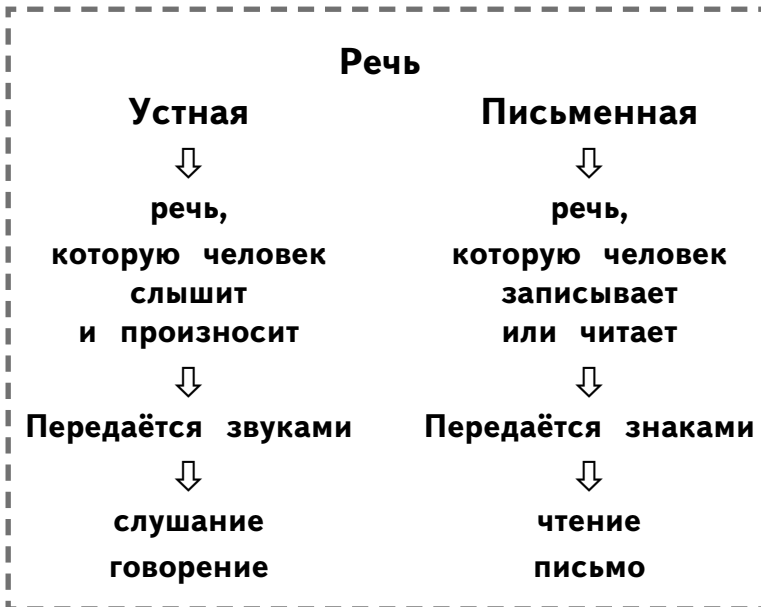 Речь
Устная
⇩
речь,
которую человек
слышит
и произносит
⇩
Передаётся звуками
⇩
слушание
говорение
Письменная
⇩
речь,
которую человек
записывает
или читает
⇩
Передаётся знаками
⇩
чтение
письмо